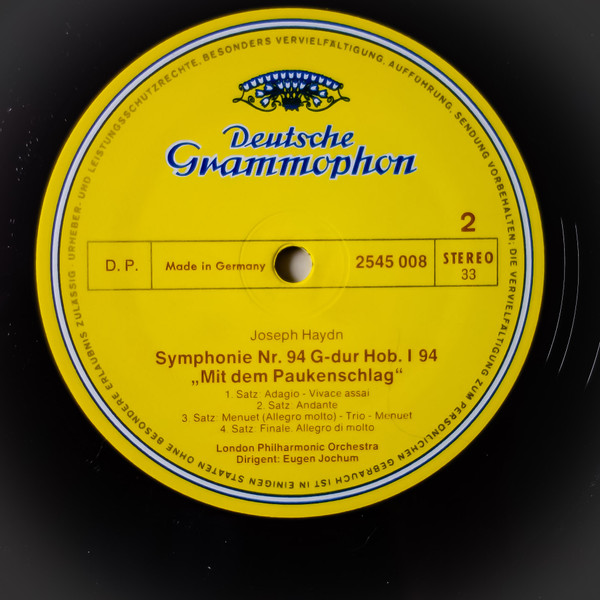 Deutsche
Grammophon
2
D. P.
Made in Germany
2545 008
STEREO
33
Joseph Haydn
Symphonie Nr. 94 G-dur Hob. I 94
„Mit dem Paukenschlag“
1. Satz: Adagio - Vivace assai
2. Satz: Andante
3. Satz: Menuet (Allegro molto) - Trio - Menuet
4. Satz: Finale. Allegro di molto
London Philharmonic Orchestra
Dirigent: Eugen Jochum
URHEBER- UND LEISTUNGSSCHUTZRECHTE, BESONDERS VERVIELFÄLTIGUNG, AUFFÜHRUNG, SENDUNG VORBEHALTEN. DIE VERVIELFÄLTIGUNG ZUM PERSÖNLICHEN GEBRAUCH IST IN EINIGEN STAATEN OHNE BESONDERE ERLAUBNIS ZULÄSSIG